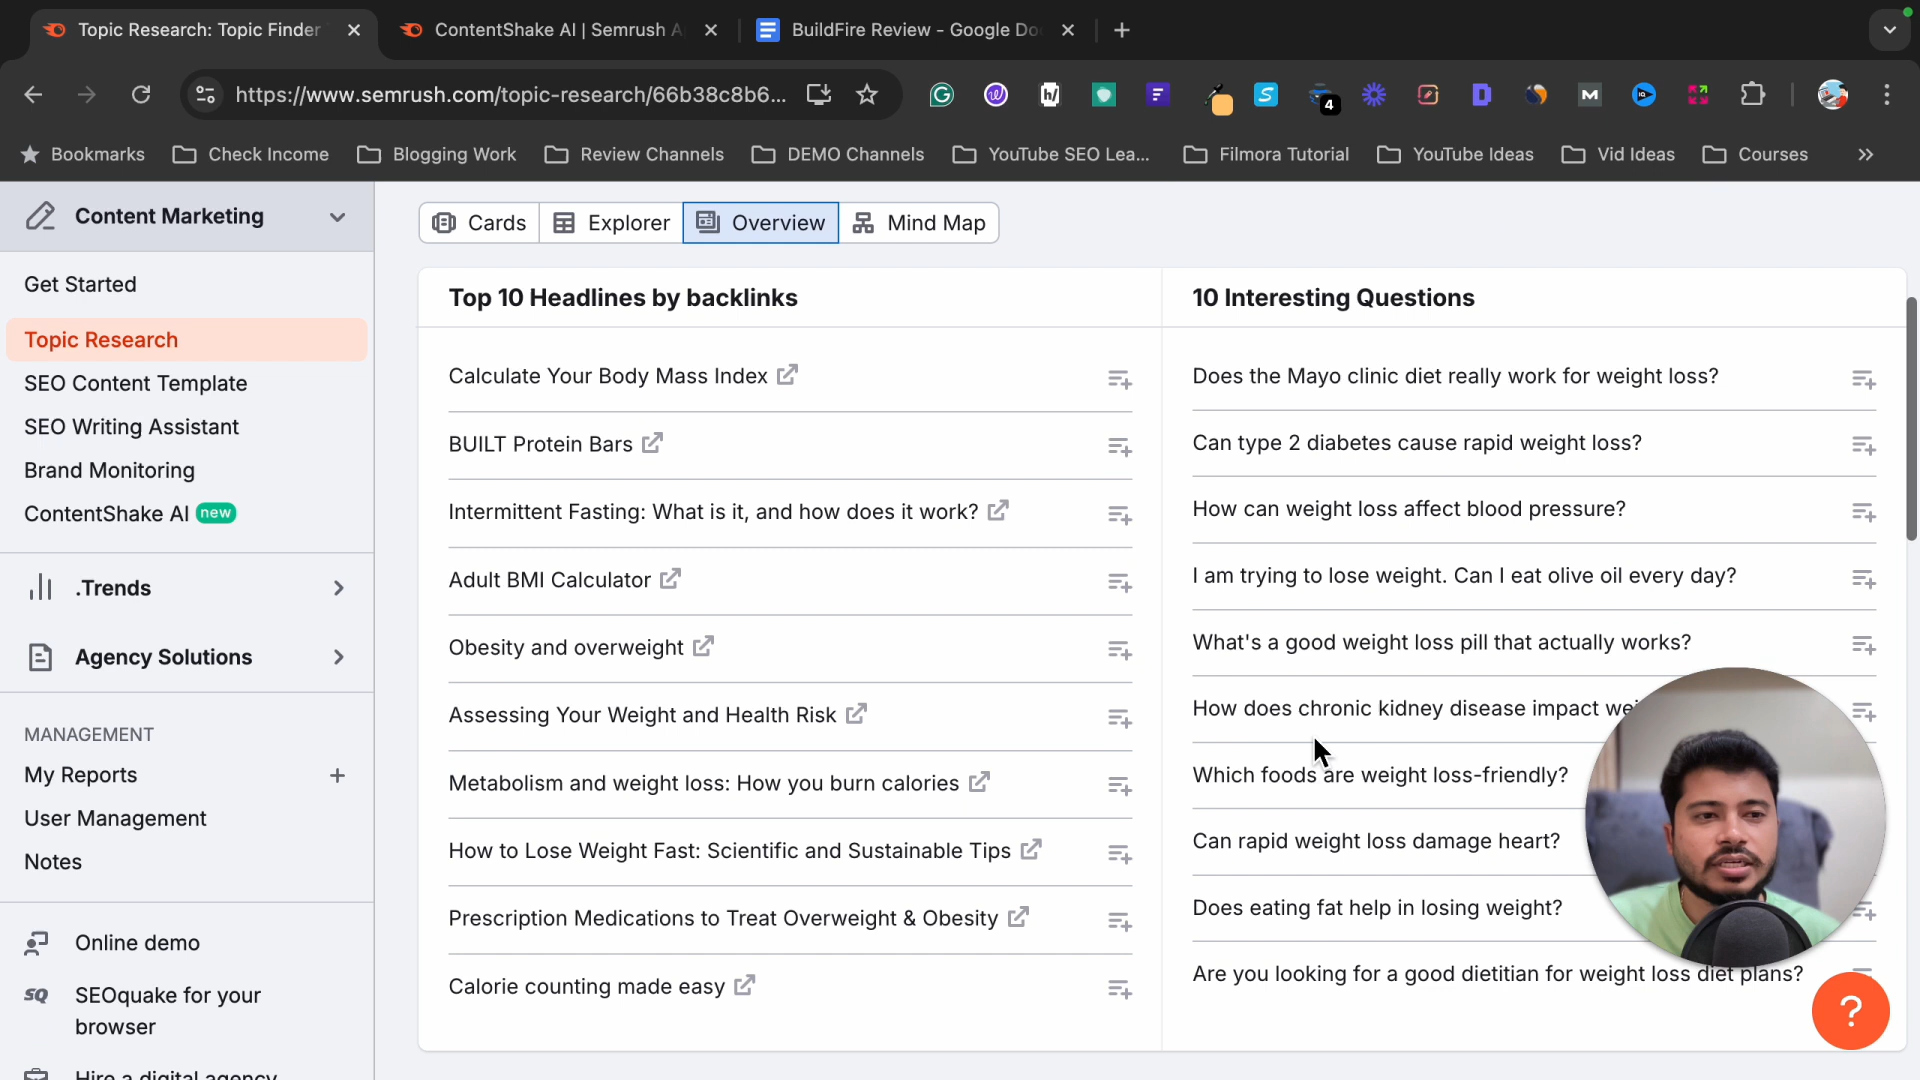 Topic Research: Topic Finder
ContentShake AI | Semrush A
BuildFire Review - Google Do
https://www.semrush.com/topic-research/66b38c8b6...
4
Bookmarks
Check Income
Blogging Work
Review Channels
DEMO Channels
YouTube SEO Lea...
Filmora Tutorial
YouTube Ideas
Vid Ideas
Courses
Content Marketing
Get Started
Topic Research
SEO Content Template
SEO Writing Assistant
Brand Monitoring
ContentShake AI new
.Trends
Agency Solutions
MANAGEMENT
My Reports
User Management
Notes
Online demo
SEOquake for your
browser
Hire a digital agency
Cards
Explorer
Overview
Mind Map
Top 10 Headlines by backlinks
Calculate Your Body Mass Index
BUILT Protein Bars
Intermittent Fasting: What is it, and how does it work?
Adult BMI Calculator
Obesity and overweight
Assessing Your Weight and Health Risk
Metabolism and weight loss: How you burn calories
How to Lose Weight Fast: Scientific and Sustainable Tips
Prescription Medications to Treat Overweight & Obesity
Calorie counting made easy
10 Interesting Questions
Does the Mayo clinic diet really work for weight loss?
Can type 2 diabetes cause rapid weight loss?
How can weight loss affect blood pressure?
I am trying to lose weight. Can I eat olive oil every day?
What's a good weight loss pill that actually works?
How does chronic kidney disease impact wei
Which foods are weight loss-friendly?
Can rapid weight loss damage heart?
Does eating fat help in losing weight?
Are you looking for a good dietitian for weight loss diet plans?
?